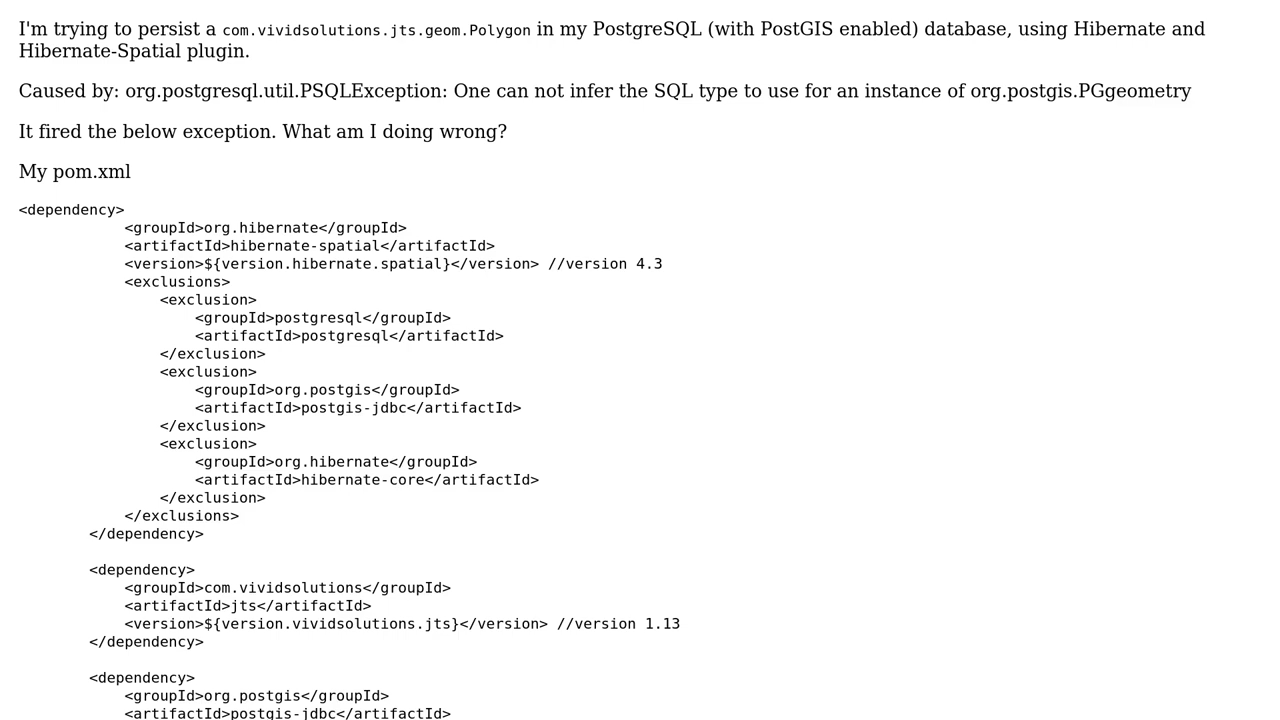 I'm trying to persist a com.vividsolutions.jts.geom.Polygon in my PostgreSQL (with PostGIS enabled) database, using Hibernate and
Hibernate-Spatial plugin.
Caused by: org.postgresql.util.PSQLException: One can not infer the SQL type to use for an instance of org.postgis.PGgeometry
It fired the below exception. What am I doing wrong?
My pom.xml
<dependency>
            <groupId>org.hibernate</groupId>
            <artifactId>hibernate-spatial</artifactId>
            <version>${version.hibernate.spatial}</version> //version 4.3
            <exclusions>
                <exclusion>
                    <groupId>postgresql</groupId>
                    <artifactId>postgresql</artifactId>
                </exclusion>
                <exclusion>
                    <groupId>org.postgis</groupId>
                    <artifactId>postgis-jdbc</artifactId>
                </exclusion>
                <exclusion>
                    <groupId>org.hibernate</groupId>
                    <artifactId>hibernate-core</artifactId>
                </exclusion>
            </exclusions>
        </dependency>
        <dependency>
            <groupId>com.vividsolutions</groupId>
            <artifactId>jts</artifactId>
            <version>${version.vividsolutions.jts}</version> //version 1.13
        </dependency>
        <dependency>
            <groupId>org.postgis</groupId>
            <artifactId>postgis-jdbc</artifactId>